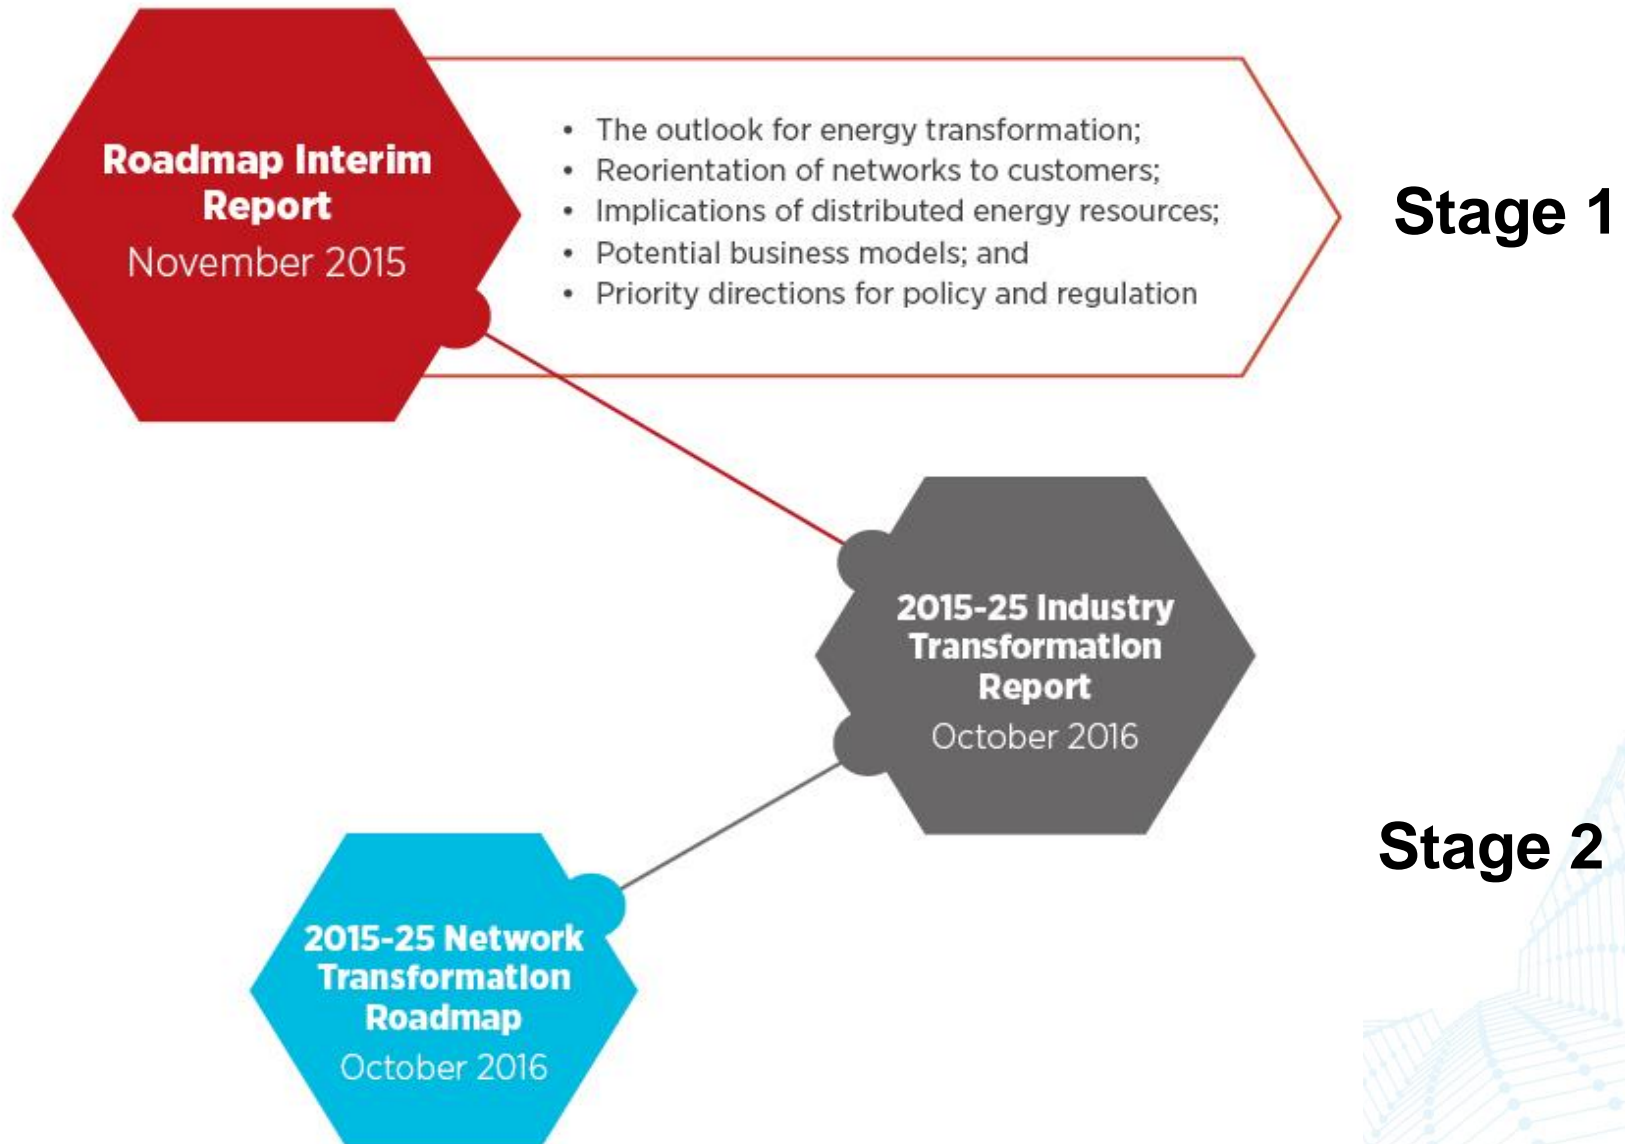 Roadmap Interim
Report
November 2015
• The outlook for energy transformation;
• Reorientation of networks to customers;
• Implications of distributed energy resources;
• Potential business models; and
• Priority directions for policy and regulation
Stage 1
2015-25 Industry
Transformation
Report
October 2016
Stage 2
2015-25 Network
Transformation
Roadmap
October 2016